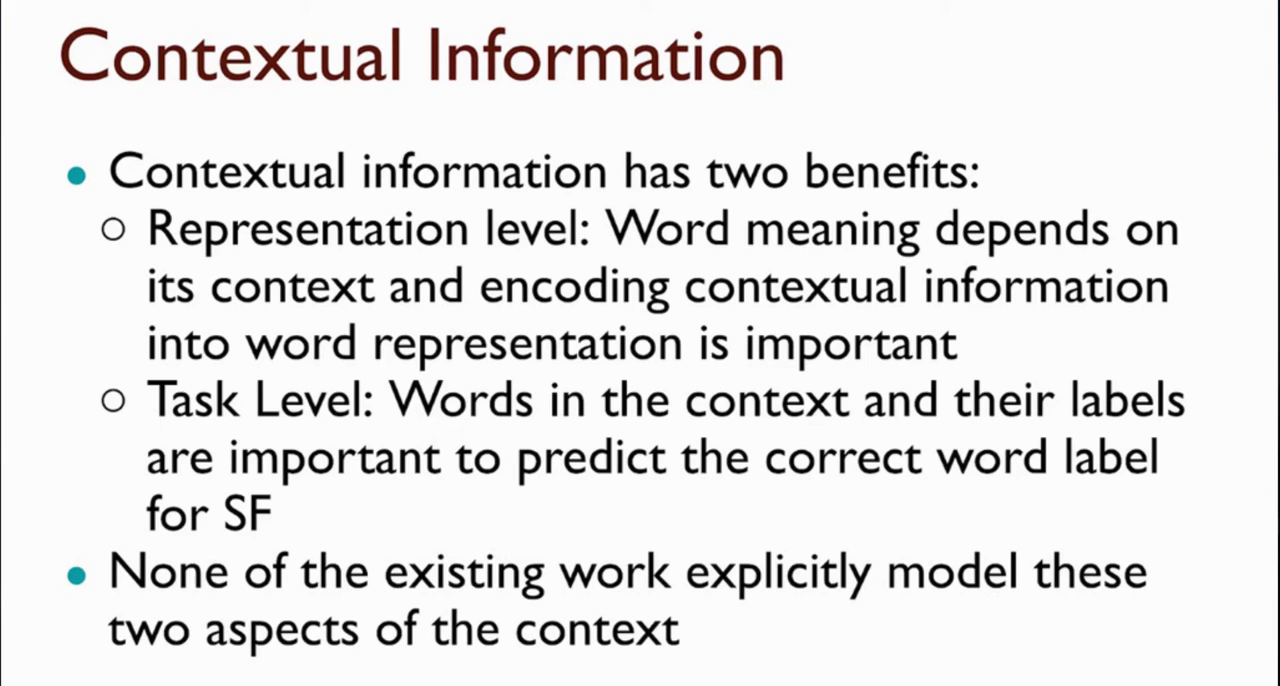 Contextual Information
• Contextual information has two benefits:
○ Representation level: Word meaning depends on
its context and encoding contextual information
into word representation is important
○ Task Level: Words in the context and their labels
are important to predict the correct word label
for SF
• None of the existing work explicitly model these
two aspects of the context